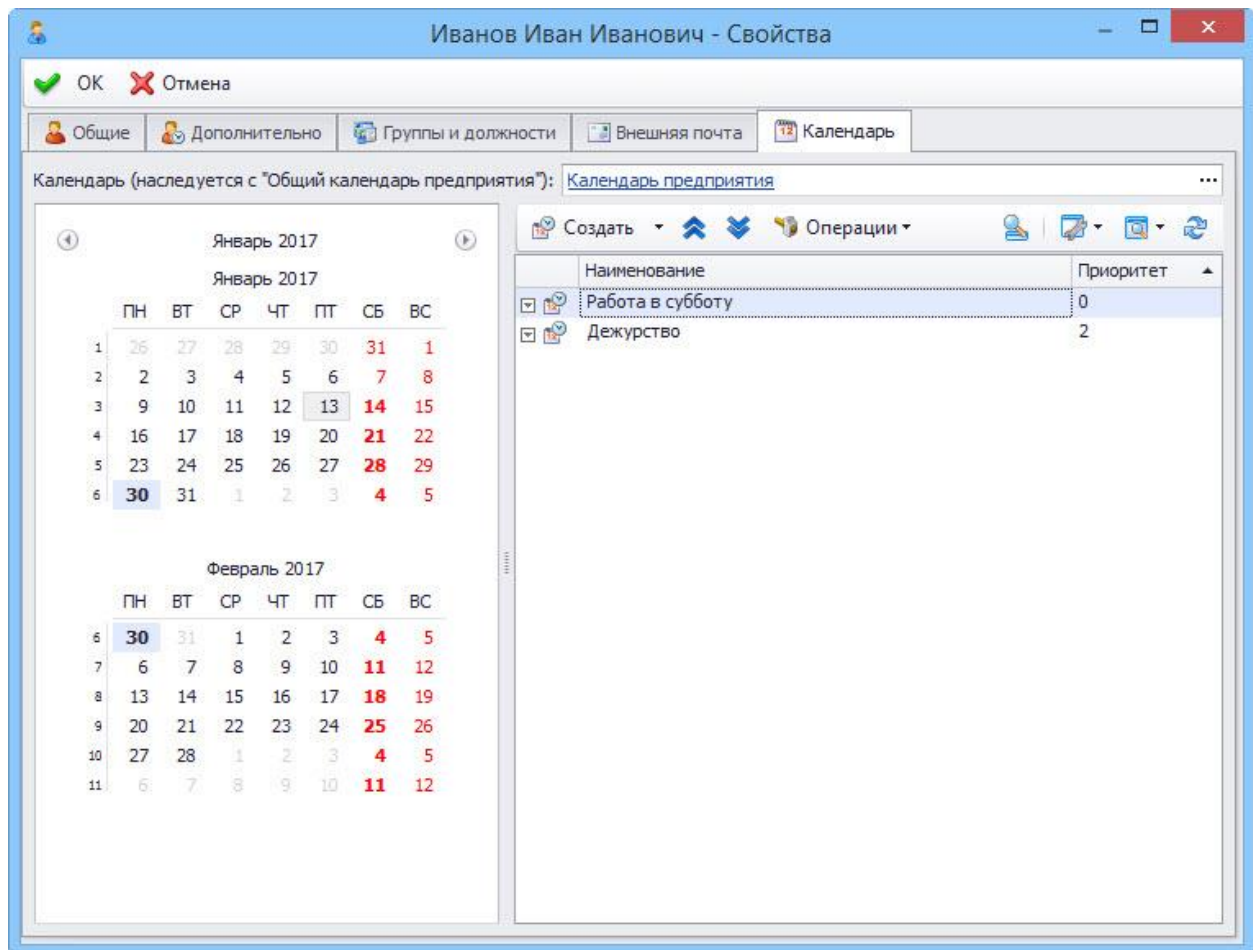 Иванов Иван Иванович - Свойства
OK Отмена
Общие Дополнительно Группы и должности Внешняя почта 12 Календарь
Календарь (наследуется с "Общий календарь предприятия"): Календарь предприятия ...
Создать Операции
Январь 2017
Январь 2017
ПН ВТ СР ЧТ ПТ СБ ВС
1 26 27 28 29 30 31 1
2 2 3 4 5 6 7 8
3 9 10 11 12 13 14 15
4 16 17 18 19 20 21 22
5 23 24 25 26 27 28 29
6 30 31 1 2 3 4 5
Февраль 2017
ПН ВТ СР ЧТ ПТ СБ ВС
6 30 31 1 2 3 4 5
7 6 7 8 9 10 11 12
8 13 14 15 16 17 18 19
9 20 21 22 23 24 25 26
10 27 28 1 2 3 4 5
11 6 7 8 9 10 11 12
Наименование Приоритет
Работа в субботу 0
Дежурство 2